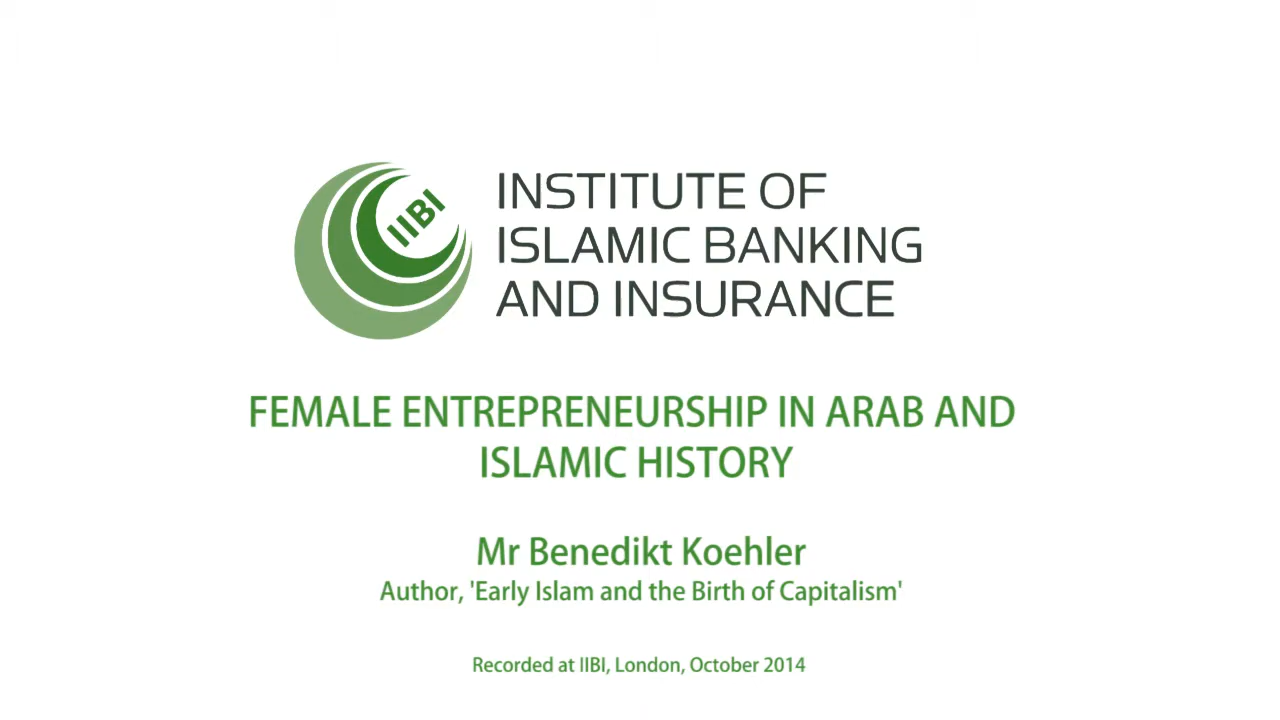 IIBI
INSTITUTE OF
ISLAMIC BANKING
AND INSURANCE
FEMALE ENTREPRENEURSHIP IN ARAB AND
ISLAMIC HISTORY
Mr Benedikt Koehler
Author, 'Early Islam and the Birth of Capitalism'
Recorded at IIBI, London, October 2014